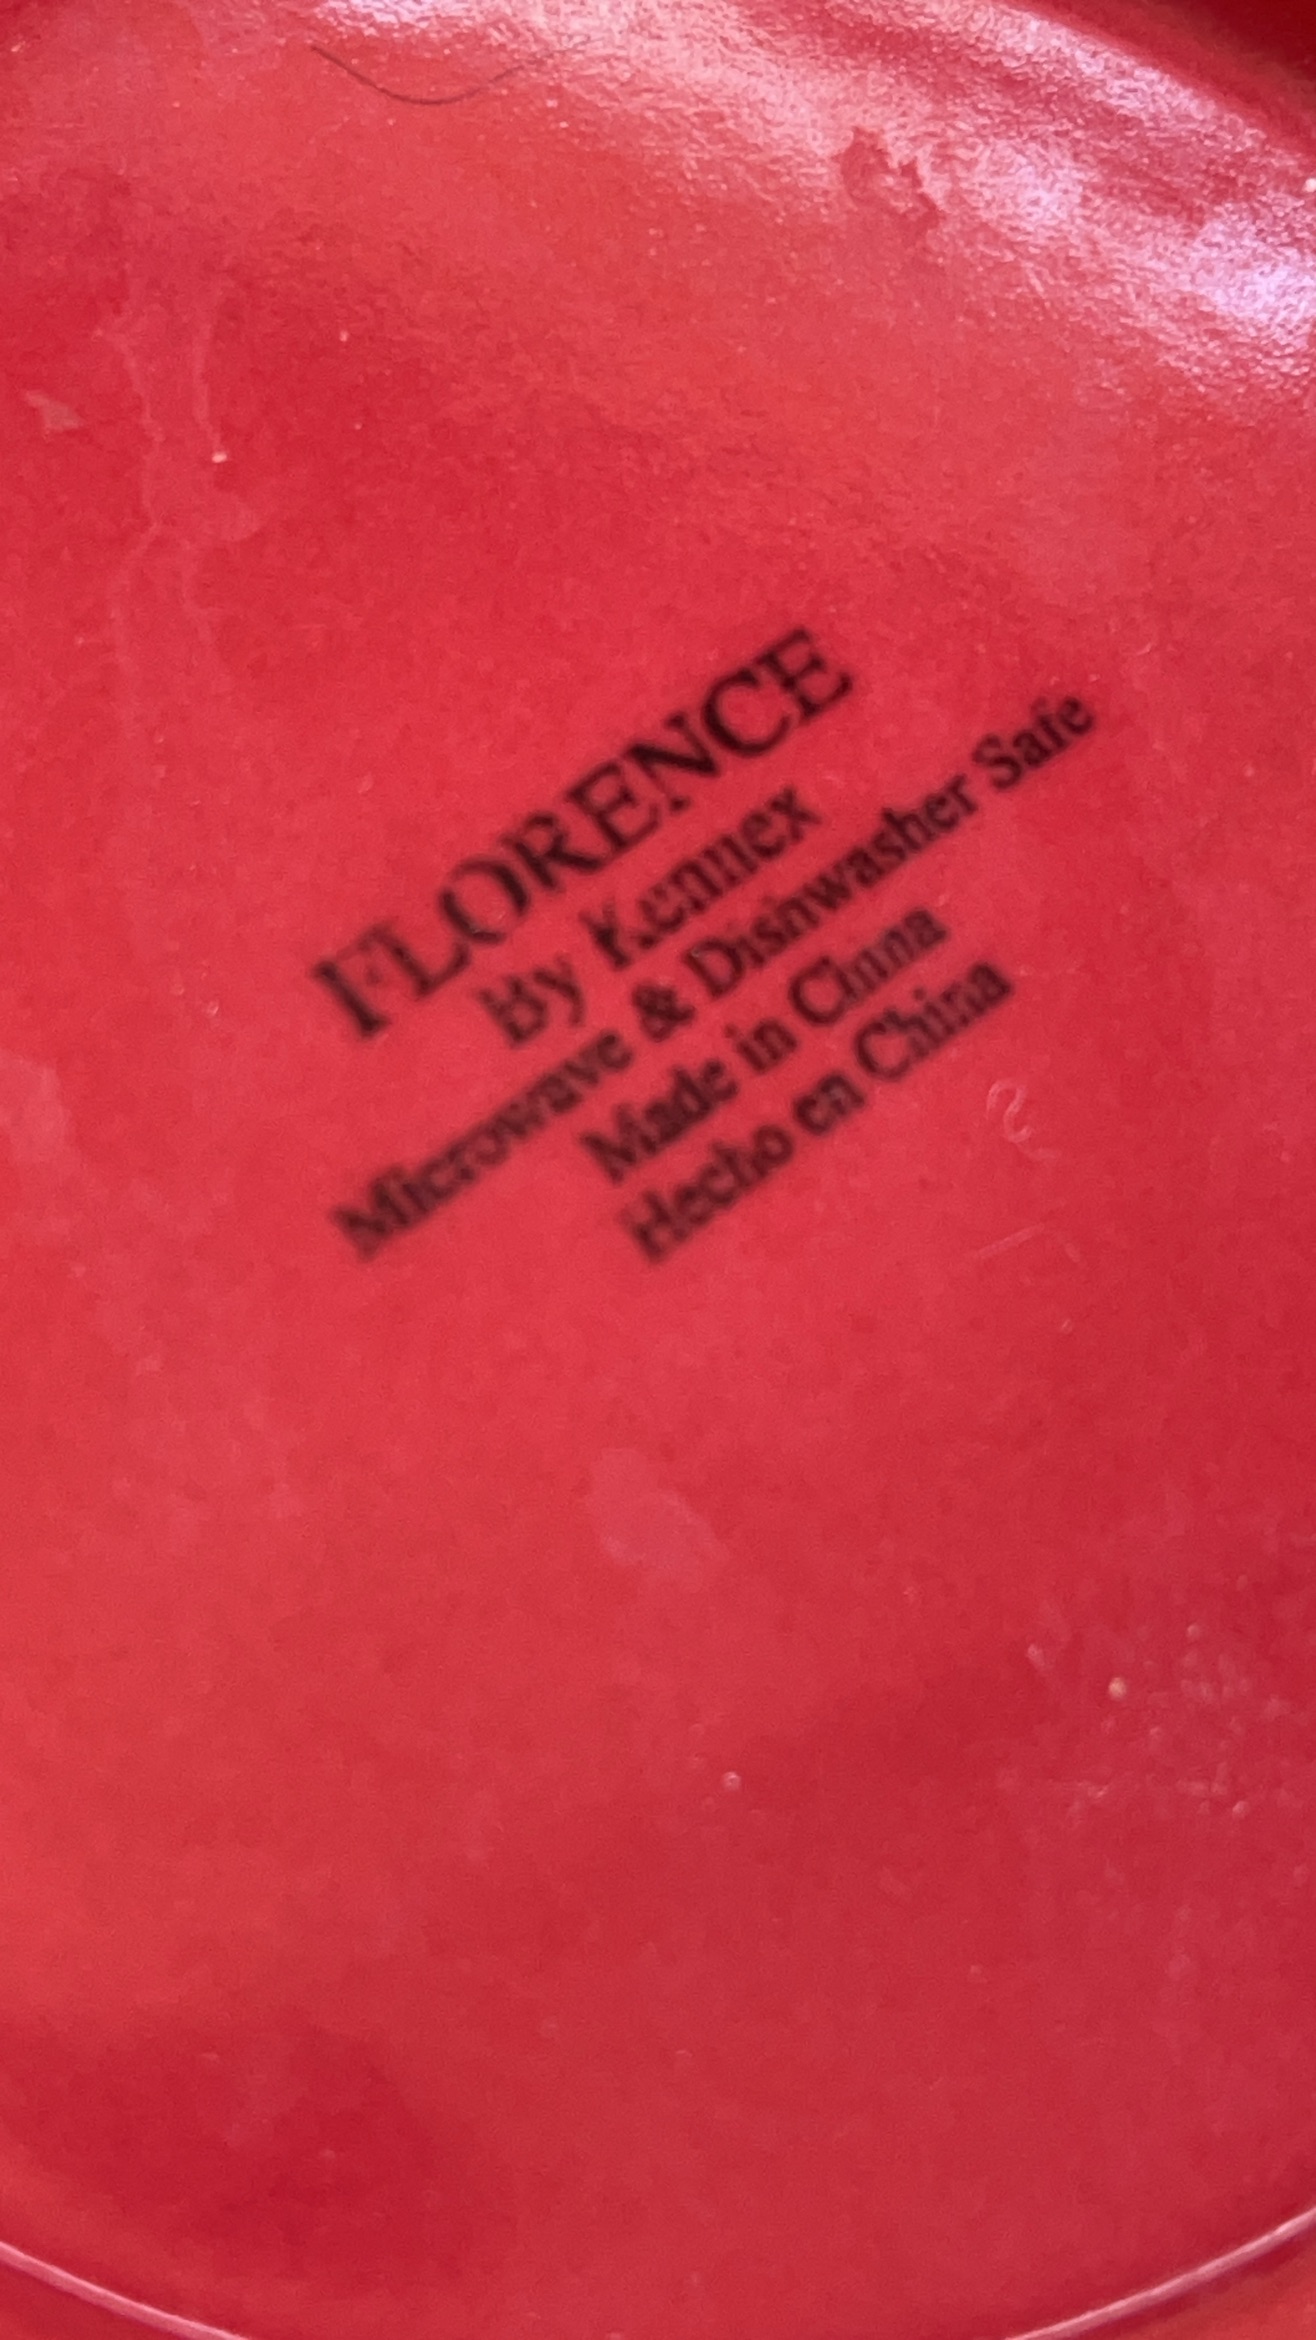 FLORENCE
By Kennex
Microwave & Dishwasher Safe
Made in China
Hecho en China